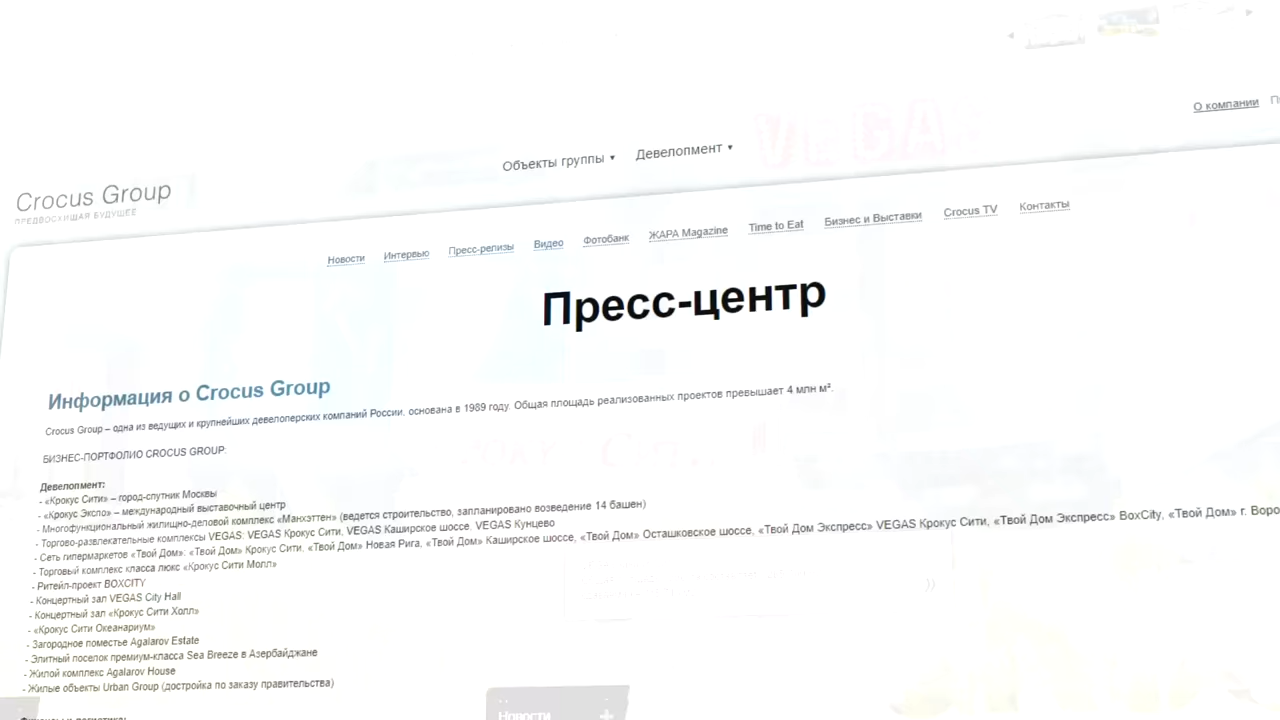 О компании
Объекты группы ▾ Девелопмент ▾
VEGAS
Crocus Group
ПРЕДВОСХИЩАЯ БУДУЩЕЕ
Новости Интервью Пресс-релизы Видео Фотобанк ЖАРА Magazine Time to Eat Бизнес и Выставки Crocus TV Контакты
Пресс-центр
Информация о Crocus Group
Crocus Group – одна из ведущих и крупнейших девелоперских компаний России, основана в 1989 году. Общая площадь реализованных проектов превышает 4 млн м².
БИЗНЕС-ПОРТФОЛИО CROCUS GROUP:
Девелопмент:
- «Крокус Сити» – город-спутник Москвы
- «Крокус Экспо» – международный выставочный центр
- Многофункциональный жилищно-деловой комплекс «Манхэттен» (ведется строительство, запланировано возведение 14 башен)
- Торгово-развлекательные комплексы VEGAS: VEGAS Крокус Сити, VEGAS Каширское шоссе, VEGAS Кунцево
- Сеть гипермаркетов «Твой Дом»: «Твой Дом» Крокус Сити, «Твой Дом» Новая Рига, «Твой Дом» Каширское шоссе, «Твой Дом» Осташковское шоссе, «Твой Дом Экспресс» VEGAS Крокус Сити, «Твой Дом Экспресс» BoxCity, «Твой Дом» г. Воро
- Торговый комплекс класса люкс «Крокус Сити Молл»
- Ритейл-проект BOXCITY
- Концертный зал VEGAS City Hall
- Концертный зал «Крокус Сити Холл»
- «Крокус Сити Океанариум»
- Загородное поместье Agalarov Estate
- Элитный поселок премиум-класса Sea Breeze в Азербайджане
- Жилой комплекс Agalarov House
- Жилые объекты Urban Group (достройка по заказу правительства)
Новости +